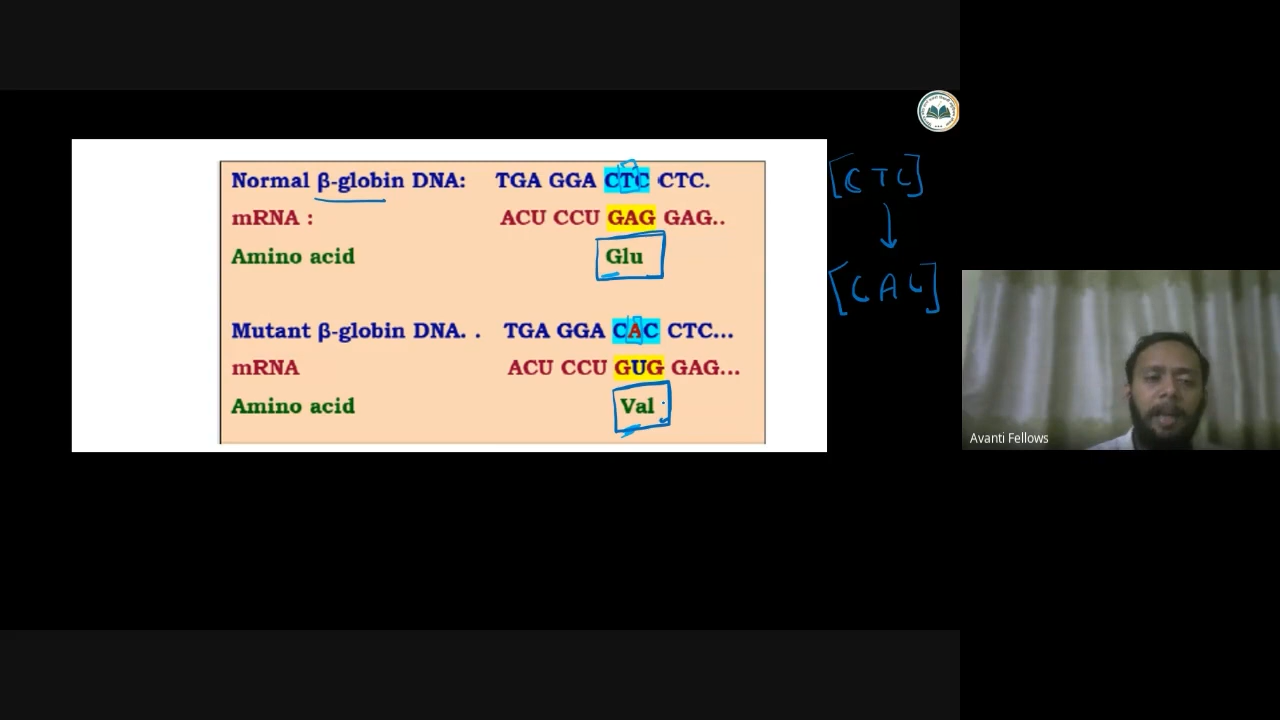 Normal β-globin DNA: TGA GGA CTC CTC.
mRNA : ACU CCU GAG GAG..
Amino acid Glu
Mutant β-globin DNA. . TGA GGA CAC CTC...
mRNA ACU CCU GUG GAG...
Amino acid Val
[CTC]
[CAC]
Avanti Fellows